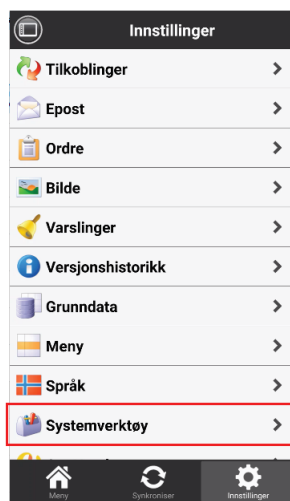 Innstillinger
Tilkoblinger
Epost
Ordre
Bilde
Varslinger
Versjonshistorikk
Grunndata
Meny
Språk
Systemverktøy
Meny Synkroniser Innstillinger